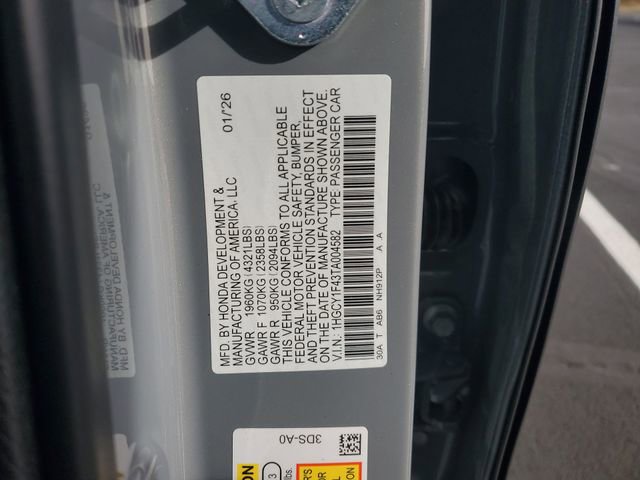 MFD. BY HONDA DEVELOPMENT & 01/26
MANUFACTURING OF AMERICA, LLC
GVWR 1960KG(4321LBS)
GAWR F 1070KG(2358LBS)
GAWR R 950KG(2094LBS)
THIS VEHICLE CONFORMS TO ALL APPLICABLE
FEDERAL MOTOR VEHICLE SAFETY, BUMPER,
AND THEFT PREVENTION STANDARDS IN EFFECT
ON THE DATE OF MANUFACTURE SHOWN ABOVE.
V.I.N.: 1HGCY1F43TA004582 TYPE: PASSENGER CAR
30A T AB6 NH912P A A
3DS-A0